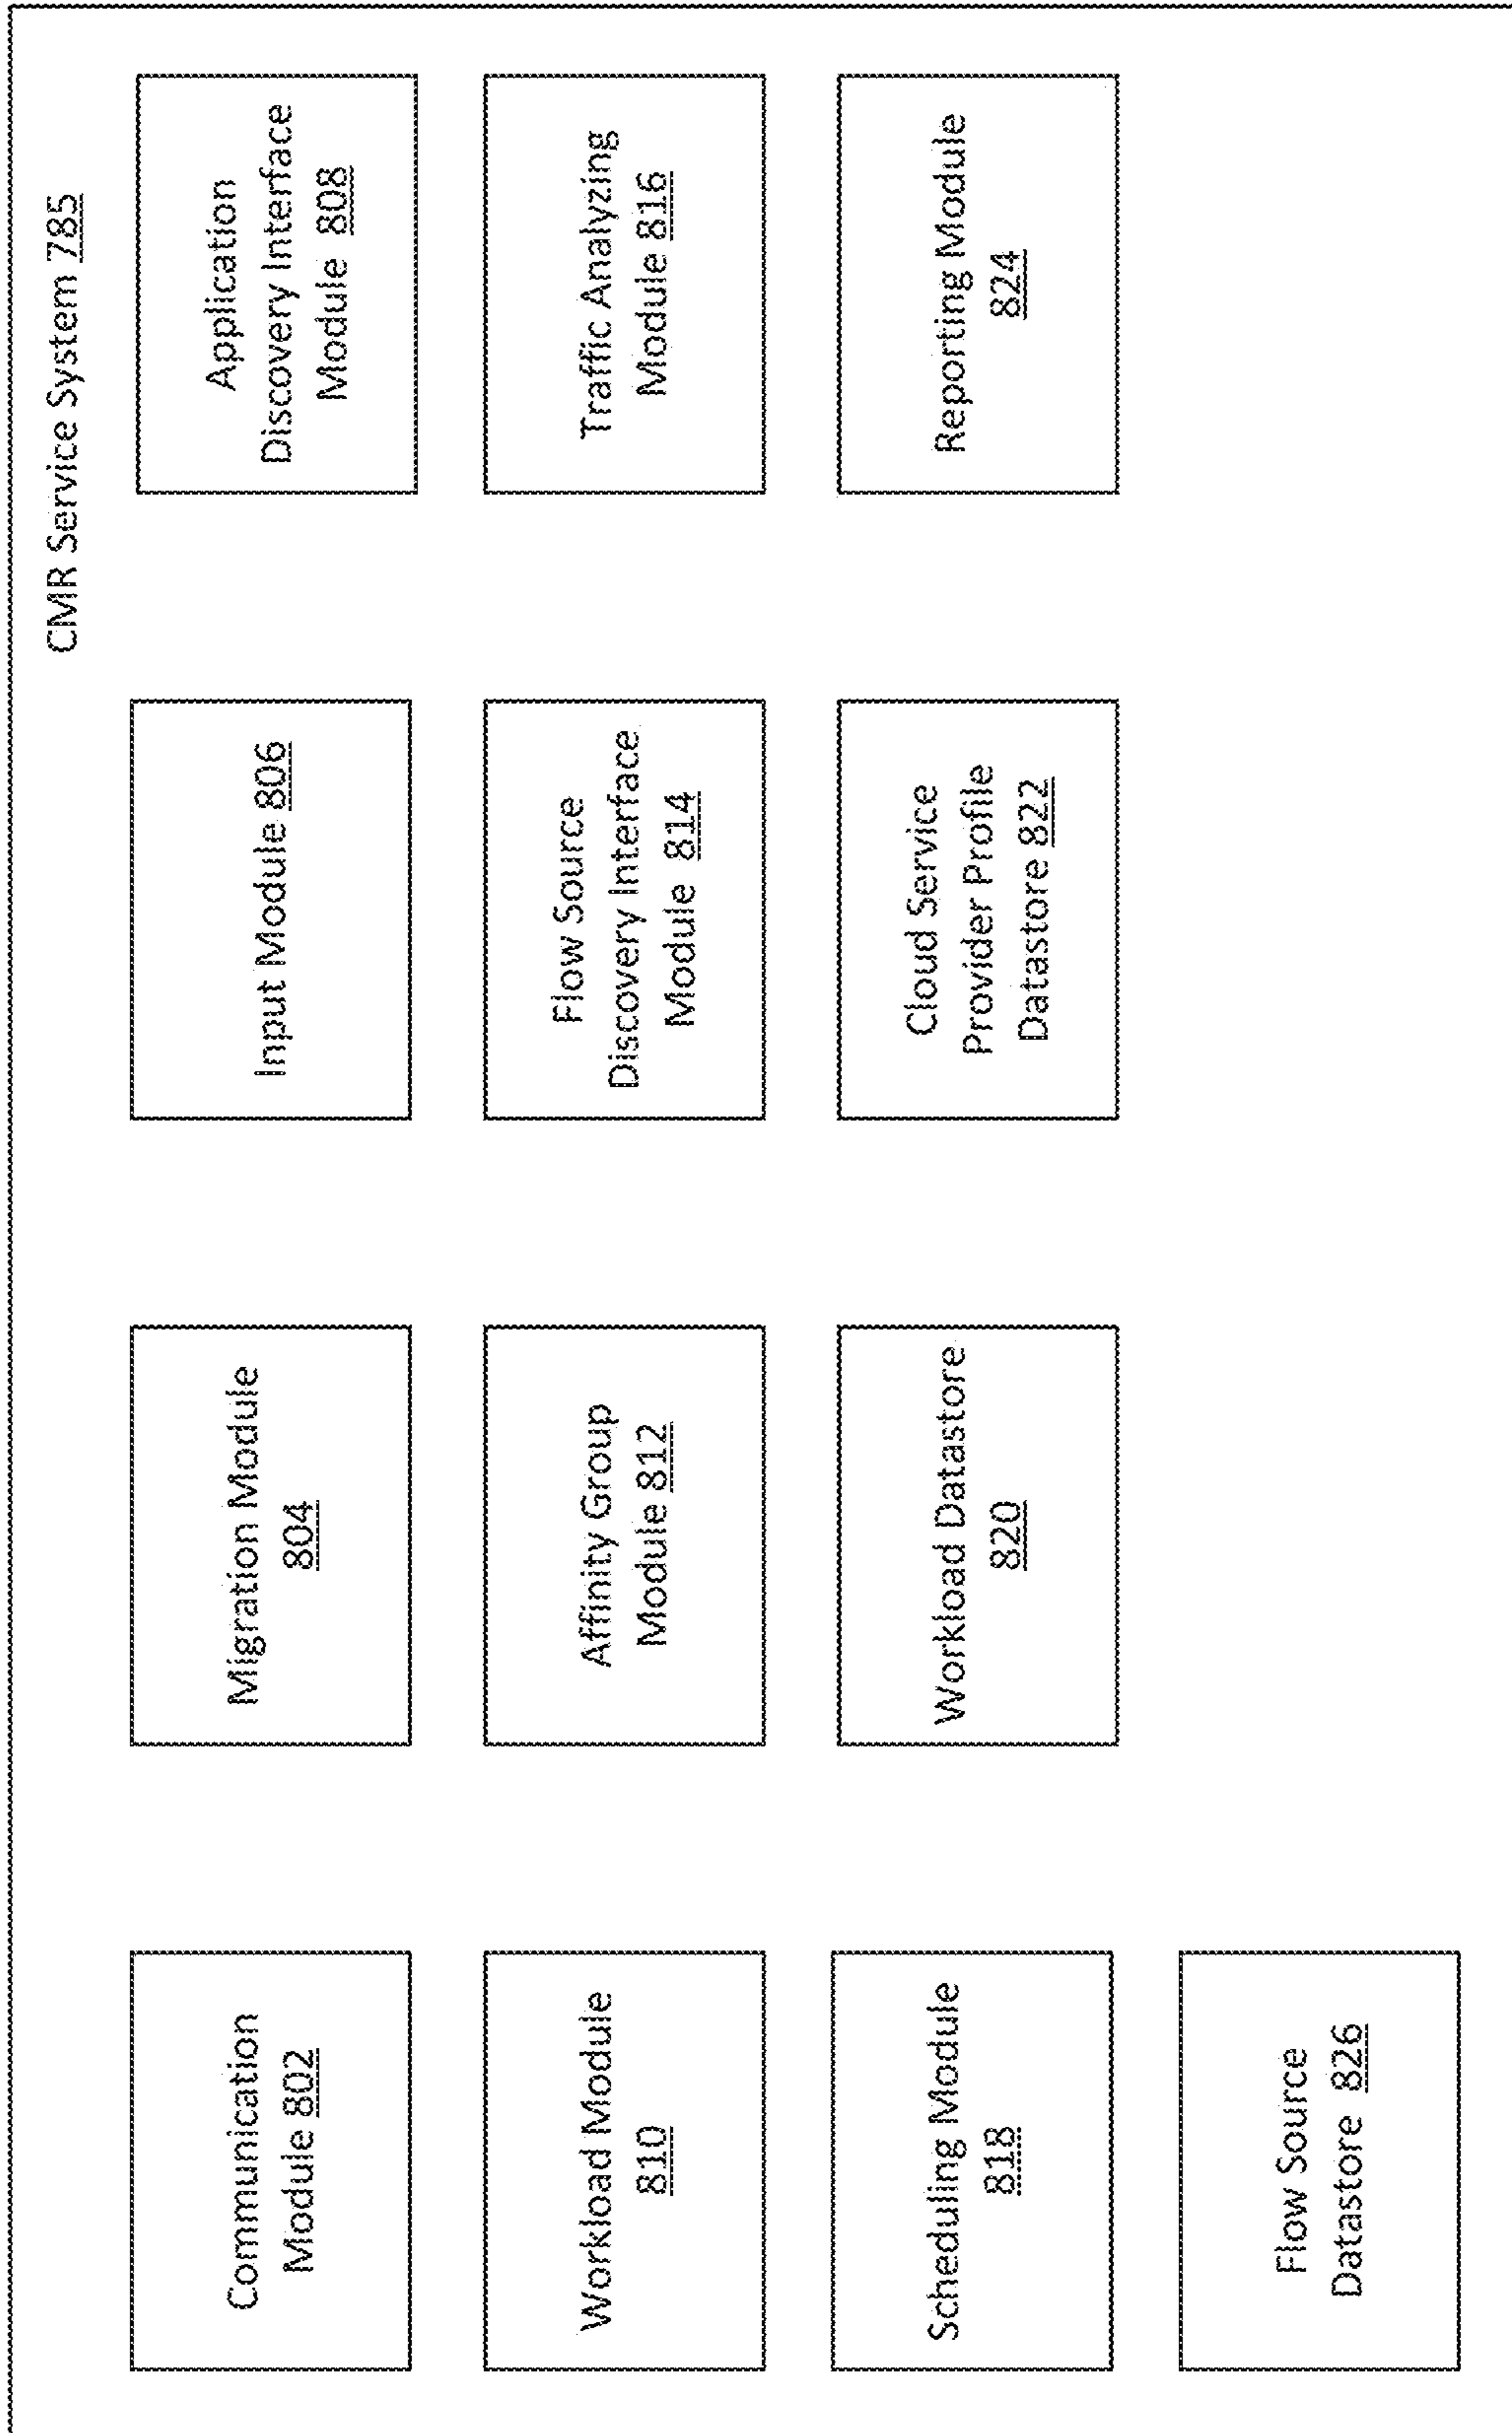 CMR Service System 785
Communication
Module 802
Migration Module
804
Input Module 806
Application
Discovery Interface
Module 808
Workload Module
810
Affinity Group
Module 812
Flow Source
Discovery Interface
Module 814
Traffic Analyzing
Module 816
Scheduling Module
818
Workload Datastore
820
Cloud Service
Provider Profile
Datastore 822
Reporting Module
824
Flow Source
Datastore 826